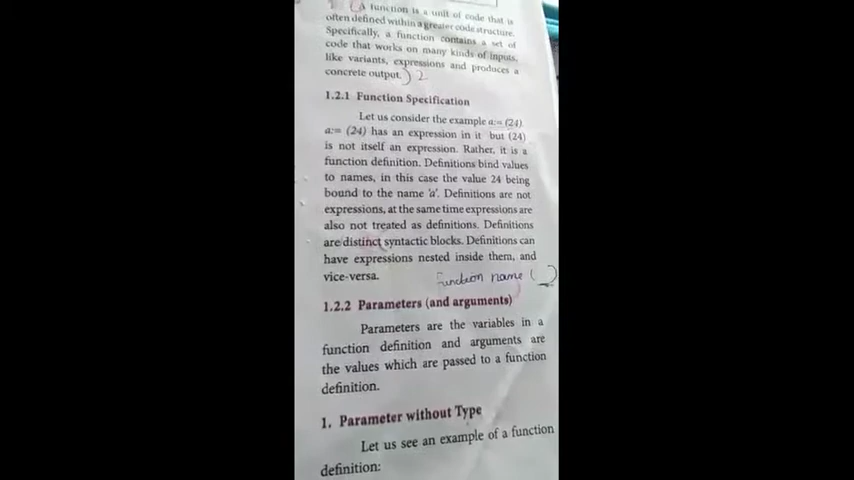 1. (A function is a unit of code that is
often defined within a greater code structure.
Specifically, a function contains a set of
code that works on many kinds of inputs,
like variants, expressions and produces a
concrete output.) 2
1.2.1 Function Specification
Let us consider the example a:= (24)
a:= (24) has an expression in it but (24)
is not itself an expression. Rather, it is a
function definition. Definitions bind values
to names, in this case the value 24 being
bound to the name 'a'. Definitions are not
expressions, at the same time expressions are
also not treated as definitions. Definitions
are distinct syntactic blocks. Definitions can
have expressions nested inside them, and
vice-versa.
Function name ( )
1.2.2 Parameters (and arguments)
Parameters are the variables in a
function definition and arguments are
the values which are passed to a function
definition.
1. Parameter without Type
Let us see an example of a function
definition: